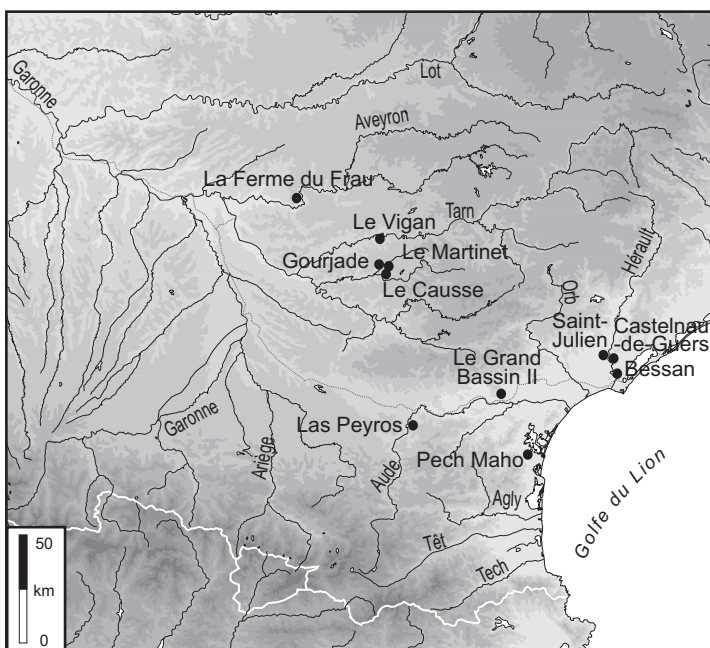 Garonne
Lot
Aveyron
La Ferme du Frau
Tarn
Le Vigan
Gourjade
Le Martinet
Le Causse
Hérault
Orb
Saint-
Julien
Castelnau
-de-Guers
Bessan
Le Grand
Bassin II
Garonne
Ariège
Las Peyros
Aude
Pech Maho
Agly
Golfe du Lion
Têt
Tech
50
km
0